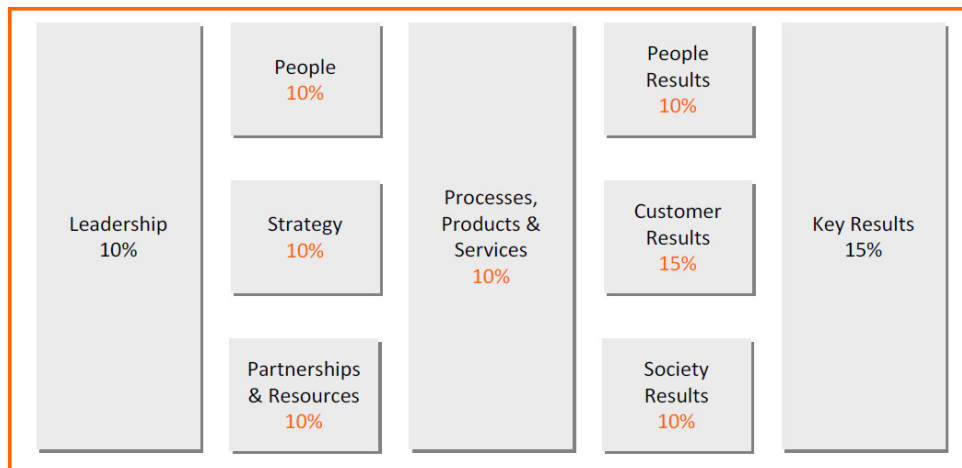 Leadership
10%
People
10%
Strategy
10%
Partnerships
& Resources
10%
Processes,
Products &
Services
10%
People
Results
10%
Customer
Results
15%
Society
Results
10%
Key Results
15%